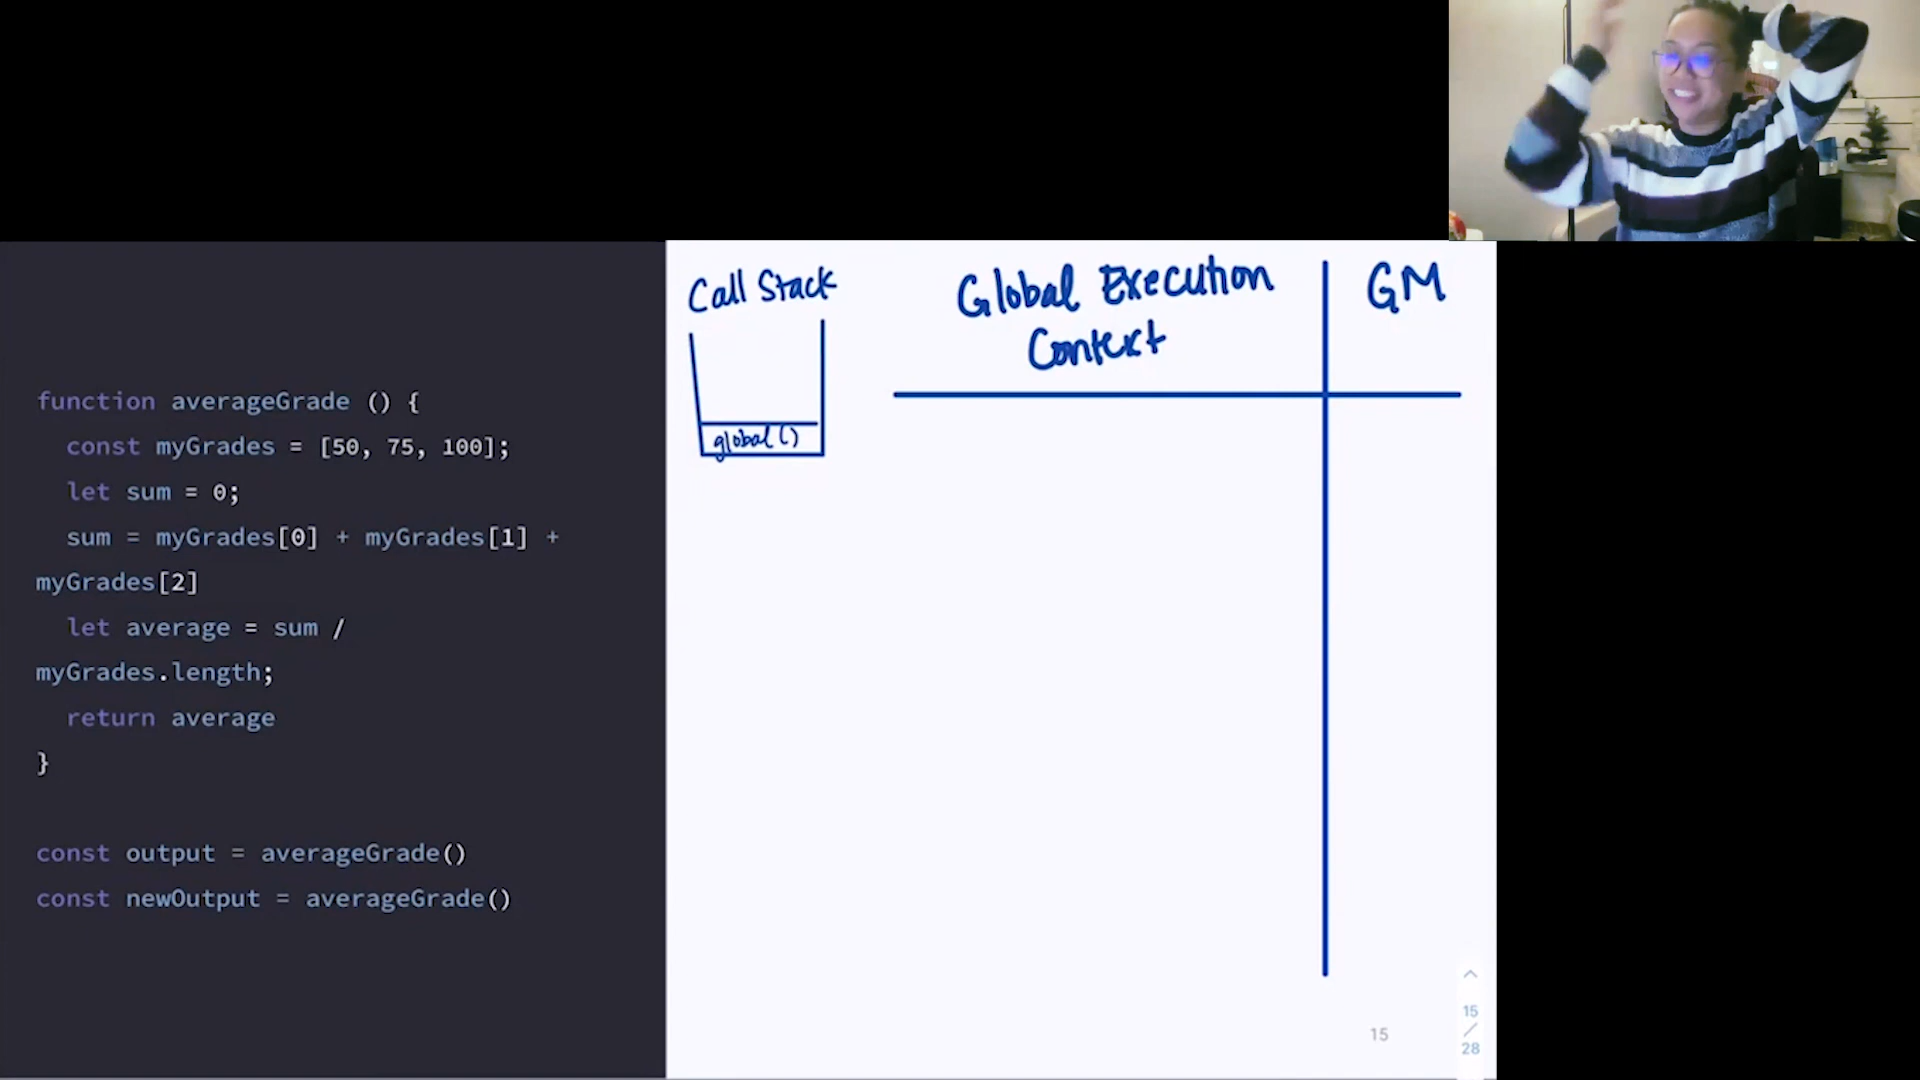 function averageGrade () {
  const myGrades = [50, 75, 100];
  let sum = 0;
  sum = myGrades[0] + myGrades[1] +
myGrades[2]
  let average = sum /
myGrades.length;
  return average
}
const output = averageGrade()
const newOutput = averageGrade()
Call Stack
global()
Global Execution
Context
GM
15
15
/
28